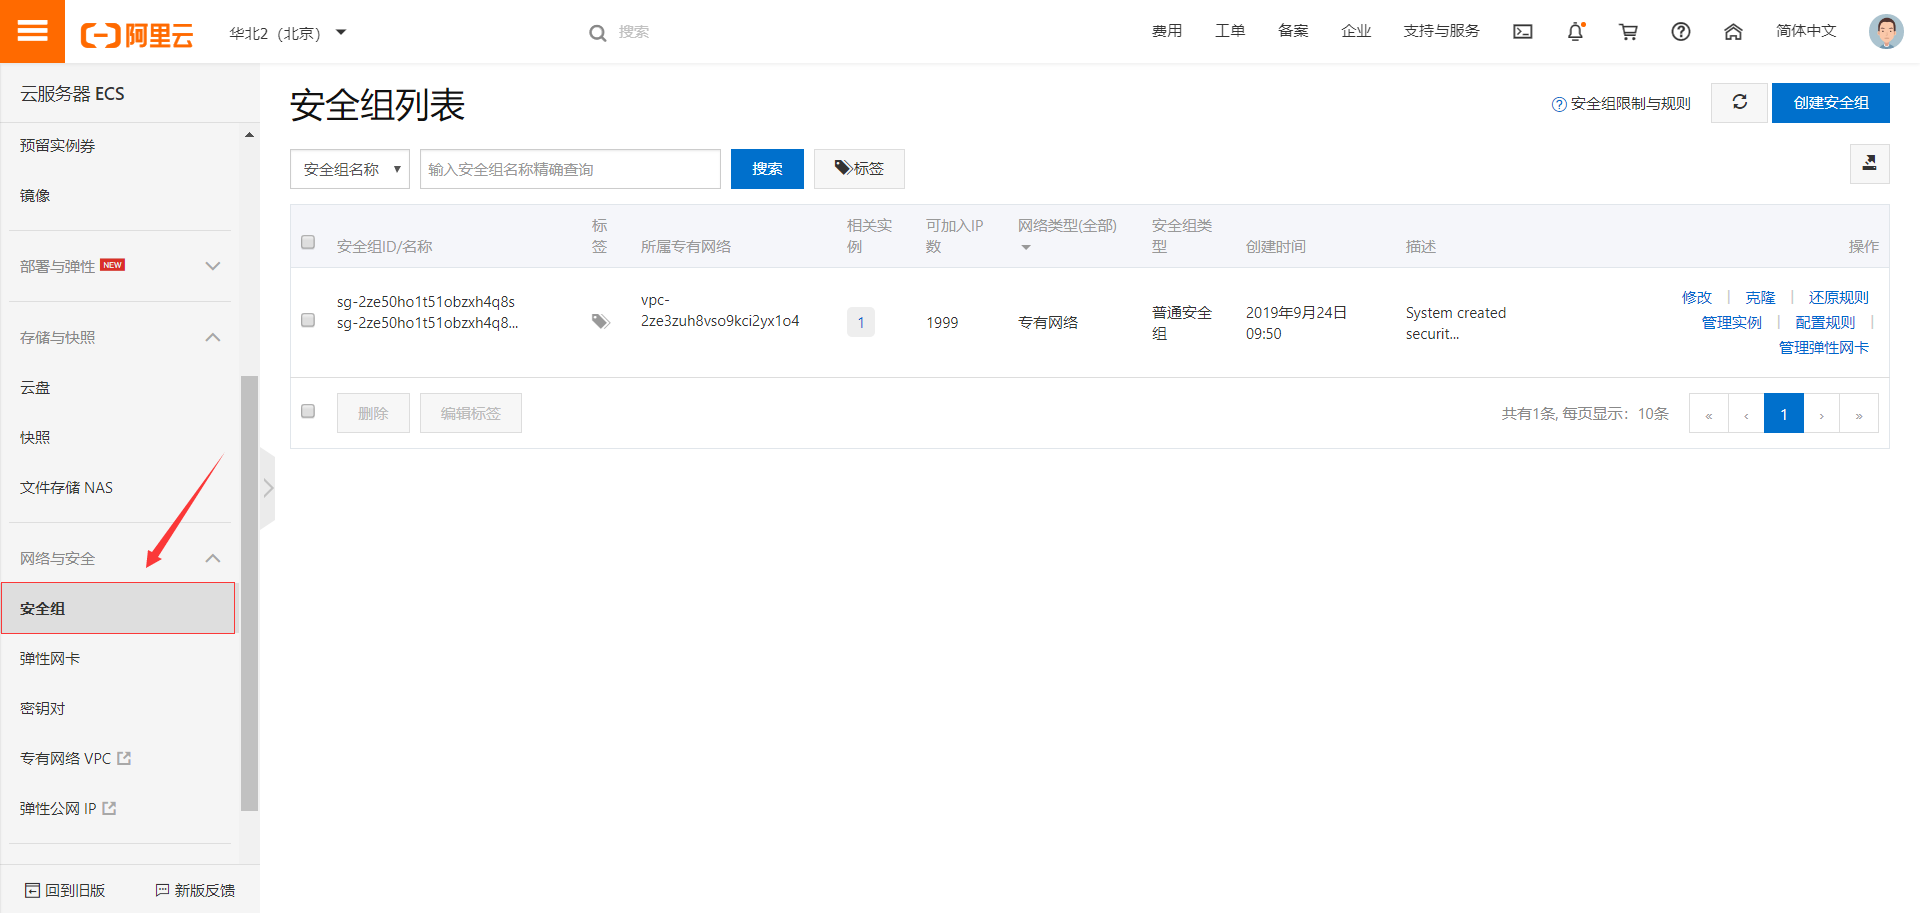 阿里云
华北2（北京）
搜索
费用
工单
备案
企业
支持与服务
简体中文
云服务器 ECS
预留实例券
镜像
部署与弹性 NEW
存储与快照
云盘
快照
文件存储 NAS
网络与安全
安全组
弹性网卡
密钥对
专有网络 VPC
弹性公网 IP
回到旧版
新版反馈
安全组列表
安全组限制与规则
创建安全组
安全组名称
输入安全组名称精确查询
搜索
标签
安全组ID/名称
标
签
所属专有网络
相关实
例
可加入IP
数
网络类型(全部)
安全组类
型
创建时间
描述
操作
sg-2ze50ho1t51obzxh4q8s
sg-2ze50ho1t51obzxh4q8...
vpc-
2ze3zuh8vso9kci2yx1o4
1
1999
专有网络
普通安全
组
2019年9月24日
09:50
System created
securit...
修改 | 克隆 | 还原规则
管理实例 | 配置规则 |
管理弹性网卡
删除
编辑标签
共有1条, 每页显示：10条
« ‹ 1 › »